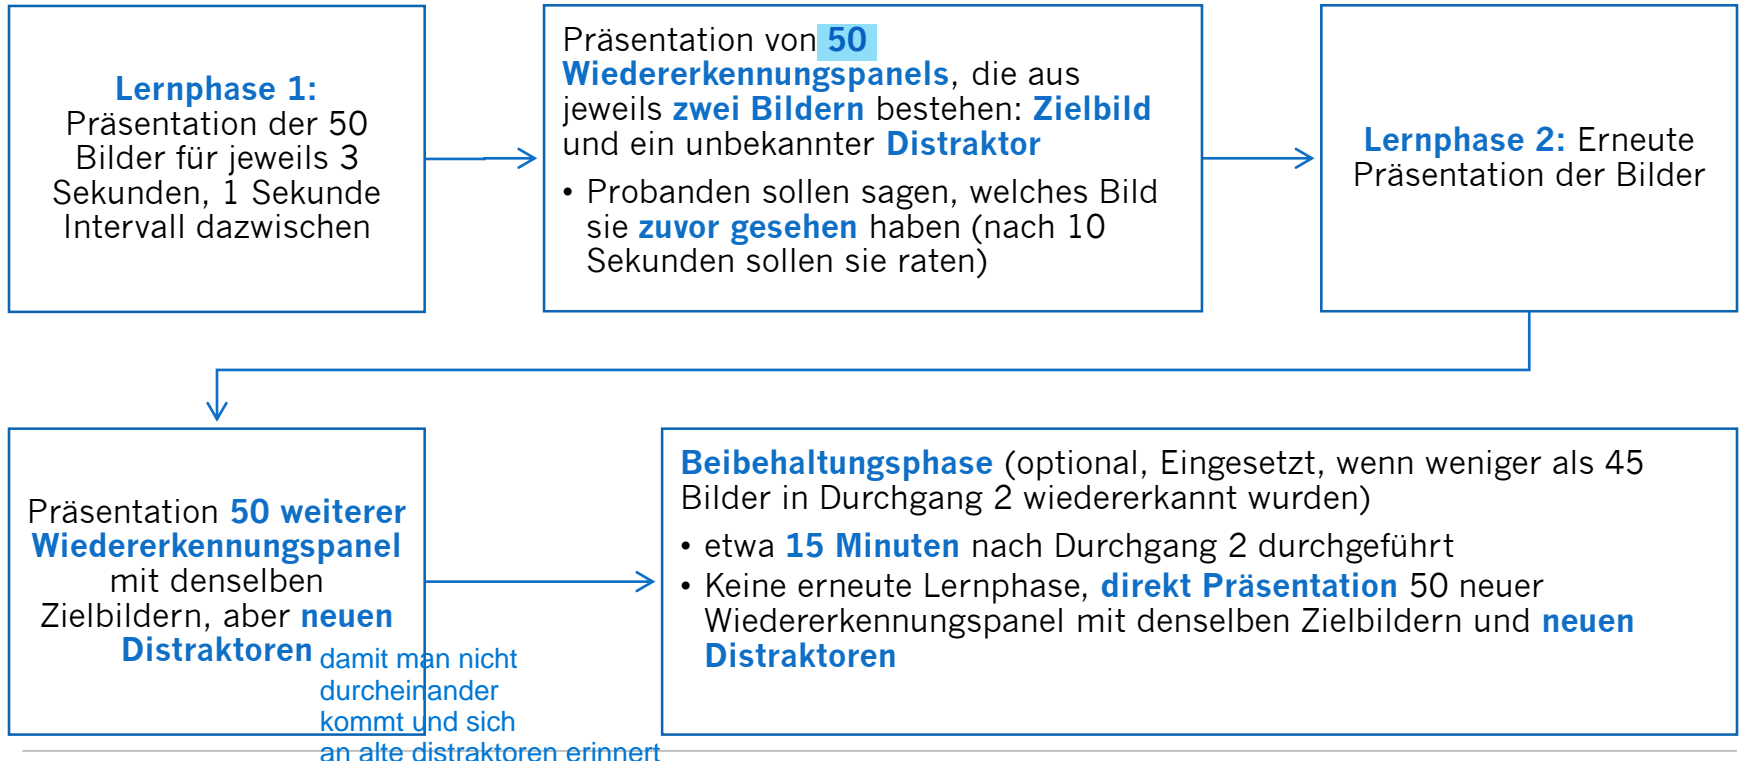 Lernphase 1:
Präsentation der 50
Bilder für jeweils 3
Sekunden, 1 Sekunde
Intervall dazwischen
Präsentation von 50
Wiedererkennungspanels, die aus
jeweils zwei Bildern bestehen: Zielbild
und ein unbekannter Distraktor
• Probanden sollen sagen, welches Bild
sie zuvor gesehen haben (nach 10
Sekunden sollen sie raten)
Lernphase 2: Erneute
Präsentation der Bilder
Präsentation 50 weiterer
Wiedererkennungspanel
mit denselben
Zielbildern, aber neuen
Distraktoren
damit man nicht
durcheinander
kommt und sich
an alte distraktoren erinnert
Beibehaltungsphase (optional, Eingesetzt, wenn weniger als 45
Bilder in Durchgang 2 wiedererkannt wurden)
• etwa 15 Minuten nach Durchgang 2 durchgeführt
• Keine erneute Lernphase, direkt Präsentation 50 neuer
Wiedererkennungspanel mit denselben Zielbildern und neuen
Distraktoren